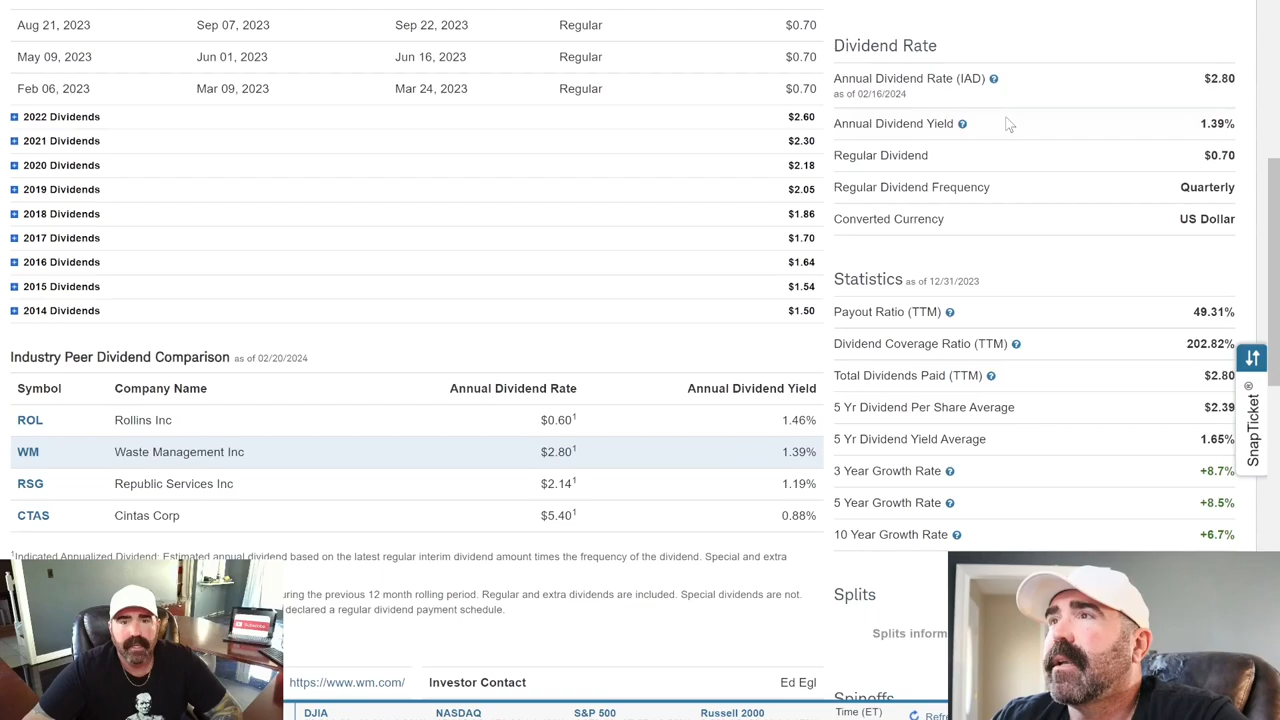 Aug 21, 2023 Sep 07, 2023 Sep 22, 2023 Regular $0.70
May 09, 2023 Jun 01, 2023 Jun 16, 2023 Regular $0.70
Feb 06, 2023 Mar 09, 2023 Mar 24, 2023 Regular $0.70
2022 Dividends $2.60
2021 Dividends $2.30
2020 Dividends $2.18
2019 Dividends $2.05
2018 Dividends $1.86
2017 Dividends $1.70
2016 Dividends $1.64
2015 Dividends $1.54
2014 Dividends $1.50
Industry Peer Dividend Comparison as of 02/20/2024
Symbol Company Name Annual Dividend Rate Annual Dividend Yield
ROL Rollins Inc $0.60¹ 1.46%
WM Waste Management Inc $2.80¹ 1.39%
RSG Republic Services Inc $2.14¹ 1.19%
CTAS Cintas Corp $5.40¹ 0.88%
¹Indicated Annualized Dividend: Estimated annual dividend based on the latest regular interim dividend amount times the frequency of the dividend. Special and extra
uring the previous 12 month rolling period. Regular and extra dividends are included. Special dividends are not.
declared a regular dividend payment schedule.
https://www.wm.com/ Investor Contact Ed Egl
DJIA NASDAQ S&P 500 Russell 2000
Dividend Rate
Annual Dividend Rate (IAD) ? $2.80
as of 02/16/2024
Annual Dividend Yield ? 1.39%
Regular Dividend $0.70
Regular Dividend Frequency Quarterly
Converted Currency US Dollar
Statistics as of 12/31/2023
Payout Ratio (TTM) ? 49.31%
Dividend Coverage Ratio (TTM) ? 202.82%
Total Dividends Paid (TTM) ? $2.80
5 Yr Dividend Per Share Average $2.39
5 Yr Dividend Yield Average 1.65%
3 Year Growth Rate ? +8.7%
5 Year Growth Rate ? +8.5%
10 Year Growth Rate ? +6.7%
Splits
Splits inform
Spinoffs
Time (ET) Refre
SnapTicket®
Subscribe